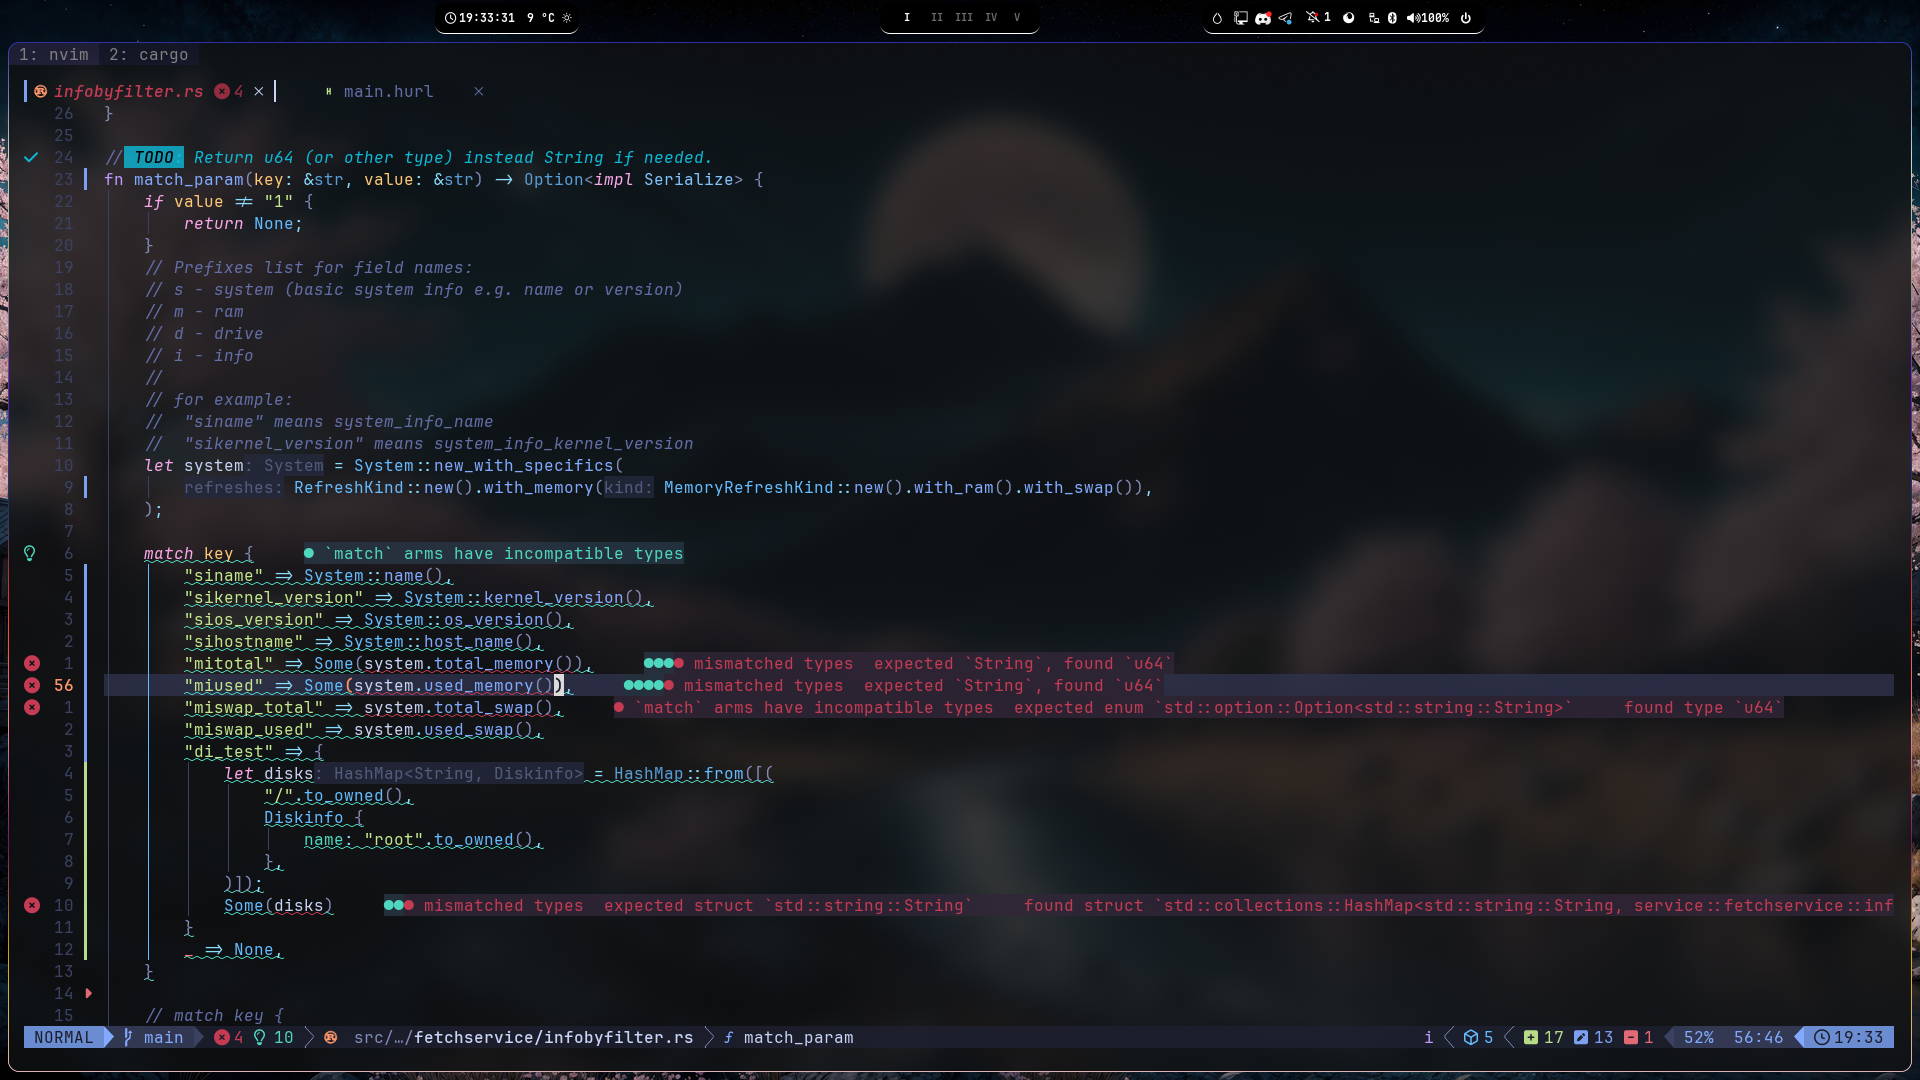 19:33:31 9 °C
I II III IV V
1 100%
1: nvim 2: cargo
infobyfilter.rs 4 × main.hurl ×
26 }
25
24 // TODO: Return u64 (or other type) instead String if needed.
23 fn match_param(key: &str, value: &str) -> Option<impl Serialize> {
22 if value != "1" {
21 return None;
20 }
19 // Prefixes list for field names:
18 // s - system (basic system info e.g. name or version)
17 // m - ram
16 // d - drive
15 // i - info
14 //
13 // for example:
12 //  "siname" means system_info_name
11 //  "sikernel_version" means system_info_kernel_version
10 let system: System = System::new_with_specifics(
9 refreshes: RefreshKind::new().with_memory(kind: MemoryRefreshKind::new().with_ram().with_swap()),
8 );
7
6 match key { `match` arms have incompatible types
5 "siname" => System::name(),
4 "sikernel_version" => System::kernel_version(),
3 "sios_version" => System::os_version(),
2 "sihostname" => System::host_name(),
1 "mitotal" => Some(system.total_memory()), mismatched types  expected `String`, found `u64`
56 "miused" => Some(system.used_memory()), mismatched types  expected `String`, found `u64`
1 "miswap_total" => system.total_swap(), `match` arms have incompatible types  expected enum `std::option::Option<std::string::String>`     found type `u64`
2 "miswap_used" => system.used_swap(),
3 "di_test" => {
4 let disks: HashMap<String, Diskinfo> = HashMap::from([(
5 "/".to_owned(),
6 Diskinfo {
7 name: "root".to_owned(),
8 },
9 )]);
10 Some(disks) mismatched types  expected struct `std::string::String`     found struct `std::collections::HashMap<std::string::String, service::fetchservice::inf
11 }
12 _ => None,
13 }
14
15 // match key {
NORMAL main 4 10 src/…/fetchservice/infobyfilter.rs f match_param i 5 17 13 1 52% 56:46 19:33